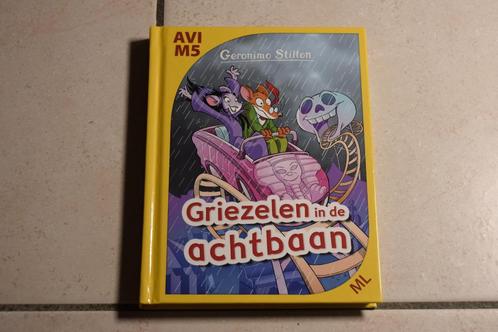 AVI
M5
Geronimo Stilton
Griezelen in de
achtbaan
ML